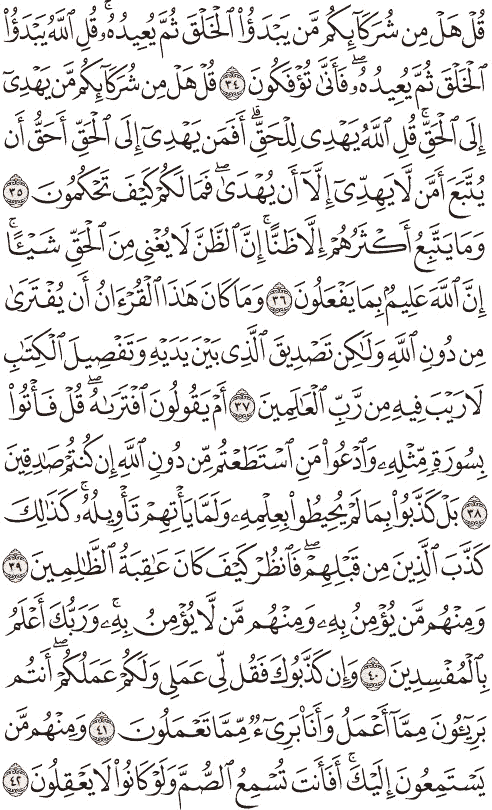 قُلْ هَلْ مِن شُرَكَآئِكُم مَّن يَبْدَؤُاْ ٱلْخَلْقَ ثُمَّ يُعِيدُهُۥۚ قُلِ ٱللَّهُ يَبْدَؤُاْ
ٱلْخَلْقَ ثُمَّ يُعِيدُهُۥۖ فَأَنَّىٰ تُؤْفَكُونَ ٣٤ قُلْ هَلْ مِن شُرَكَآئِكُم مَّن يَهْدِىٓ
إِلَى ٱلْحَقِّۚ قُلِ ٱللَّهُ يَهْدِى لِلْحَقِّۗ أَفَمَن يَهْدِىٓ إِلَى ٱلْحَقِّ أَحَقُّ أَن
يُتَّبَعَ أَمَّن لَّا يَهِدِّىٓ إِلَّآ أَن يُهْدَىٰۖ فَمَا لَكُمْ كَيْفَ تَحْكُمُونَ ٣٥
وَمَا يَتَّبِعُ أَكْثَرُهُمْ إِلَّا ظَنًّاۚ إِنَّ ٱلظَّنَّ لَا يُغْنِى مِنَ ٱلْحَقِّ شَيْـًٔاۚ
إِنَّ ٱللَّهَ عَلِيمٌۢ بِمَا يَفْعَلُونَ ٣٦ وَمَا كَانَ هَٰذَا ٱلْقُرْءَانُ أَن يُفْتَرَىٰ
مِن دُونِ ٱللَّهِ وَلَٰكِن تَصْدِيقَ ٱلَّذِى بَيْنَ يَدَيْهِ وَتَفْصِيلَ ٱلْكِتَٰبِ
لَا رَيْبَ فِيهِ مِن رَّبِّ ٱلْعَٰلَمِينَ ٣٧ أَمْ يَقُولُونَ ٱفْتَرَىٰهُۖ قُلْ فَأْتُواْ
بِسُورَةٍ مِّثْلِهِۦ وَٱدْعُواْ مَنِ ٱسْتَطَعْتُم مِّن دُونِ ٱللَّهِ إِن كُنتُمْ صَٰدِقِينَ
٣٨ بَلْ كَذَّبُواْ بِمَا لَمْ يُحِيطُواْ بِعِلْمِهِۦ وَلَمَّا يَأْتِهِمْ تَأْوِيلُهُۥۚ كَذَٰلِكَ
كَذَّبَ ٱلَّذِينَ مِن قَبْلِهِمْۖ فَٱنظُرْ كَيْفَ كَانَ عَٰقِبَةُ ٱلظَّٰلِمِينَ ٣٩
وَمِنْهُم مَّن يُؤْمِنُ بِهِۦ وَمِنْهُم مَّن لَّا يُؤْمِنُ بِهِۦۚ وَرَبُّكَ أَعْلَمُ
بِٱلْمُفْسِدِينَ ٤٠ وَإِن كَذَّبُوكَ فَقُل لِّى عَمَلِى وَلَكُمْ عَمَلُكُمْۖ أَنتُم
بَرِيٓـُٔونَ مِمَّآ أَعْمَلُ وَأَنَا۠ بَرِىٓءٌ مِّمَّا تَعْمَلُونَ ٤١ وَمِنْهُم مَّن
يَسْتَمِعُونَ إِلَيْكَۚ أَفَأَنتَ تُسْمِعُ ٱلصُّمَّ وَلَوْ كَانُواْ لَا يَعْقِلُونَ ٤٢